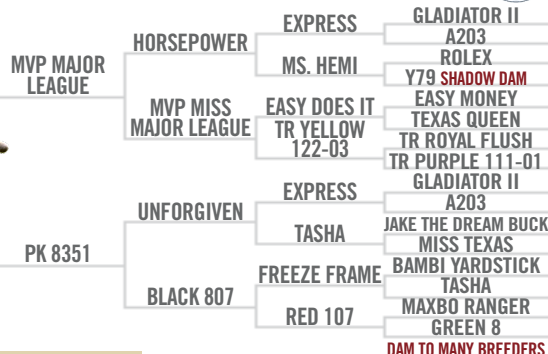 MVP MAJOR
LEAGUE
HORSEPOWER
EXPRESS
GLADIATOR II
A203
MS. HEMI
ROLEX
Y79 SHADOW DAM
MVP MISS
MAJOR LEAGUE
EASY DOES IT
EASY MONEY
TEXAS QUEEN
TR YELLOW
122-03
TR ROYAL FLUSH
TR PURPLE 111-01
PK 8351
UNFORGIVEN
EXPRESS
GLADIATOR II
A203
TASHA
JAKE THE DREAM BUCK
MISS TEXAS
BLACK 807
FREEZE FRAME
BAMBI YARDSTICK
TASHA
RED 107
MAXBO RANGER
GREEN 8
DAM TO MANY BREEDERS